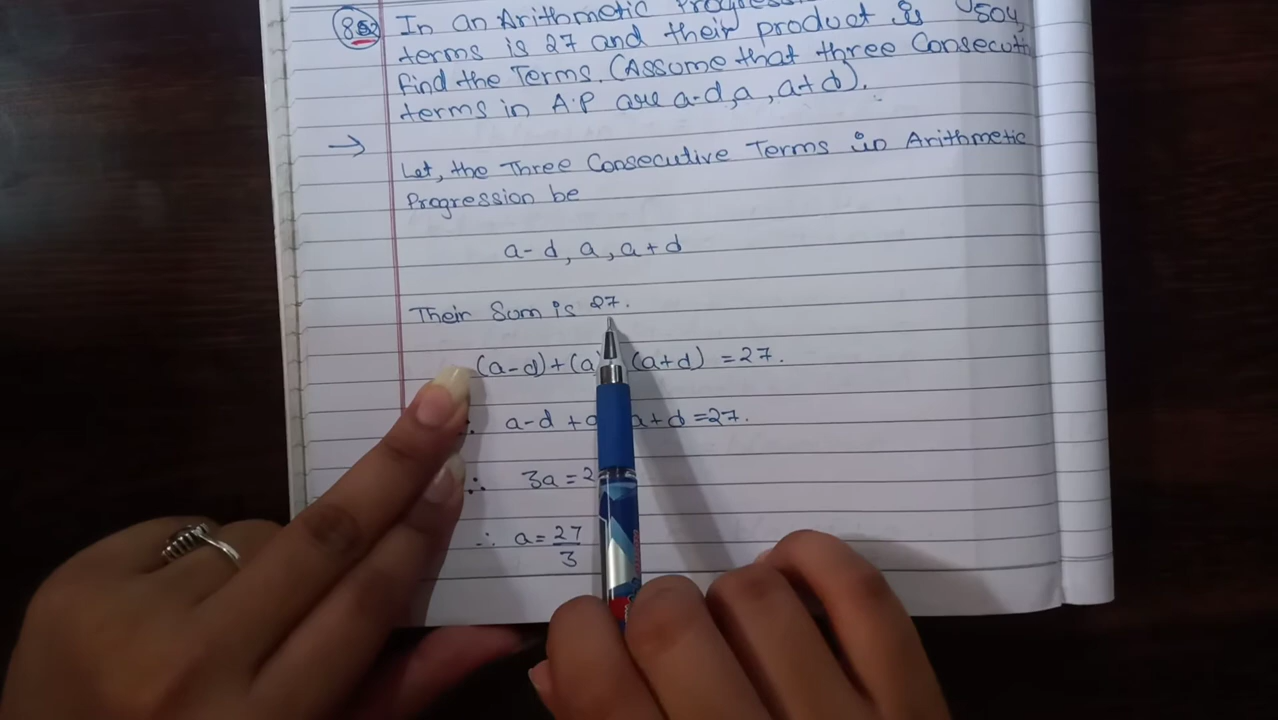 8
In an Arithmetic
terms is 27 and their product is 504,
find the Terms. (Assume that three
terms in A.P are a-d, a, a+d).
→
Let, the Three Consecutive Terms in Arithmetic
Progression be
a-d, a, a+d
Their Sum is 27.
(a-d)+(a) (a+d) = 27.
a-d + a+d = 27.
∴ 3a = 2
∴ a = 27/3